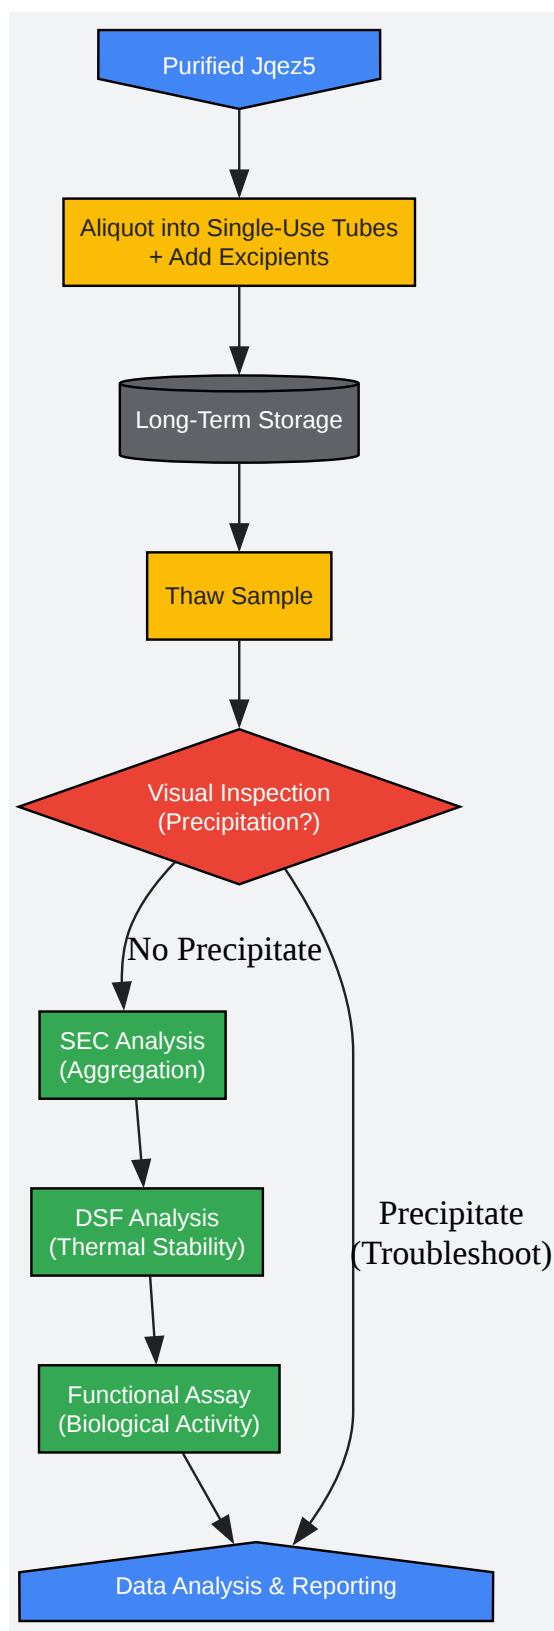 Purified Jqez5
Aliquot into Single-Use Tubes
+ Add Excipients
Long-Term Storage
Thaw Sample
Visual Inspection
(Precipitation?)
No Precipitate
SEC Analysis
(Aggregation)
DSF Analysis
(Thermal Stability)
Precipitate
(Troubleshoot)
Functional Assay
(Biological Activity)
Data Analysis & Reporting